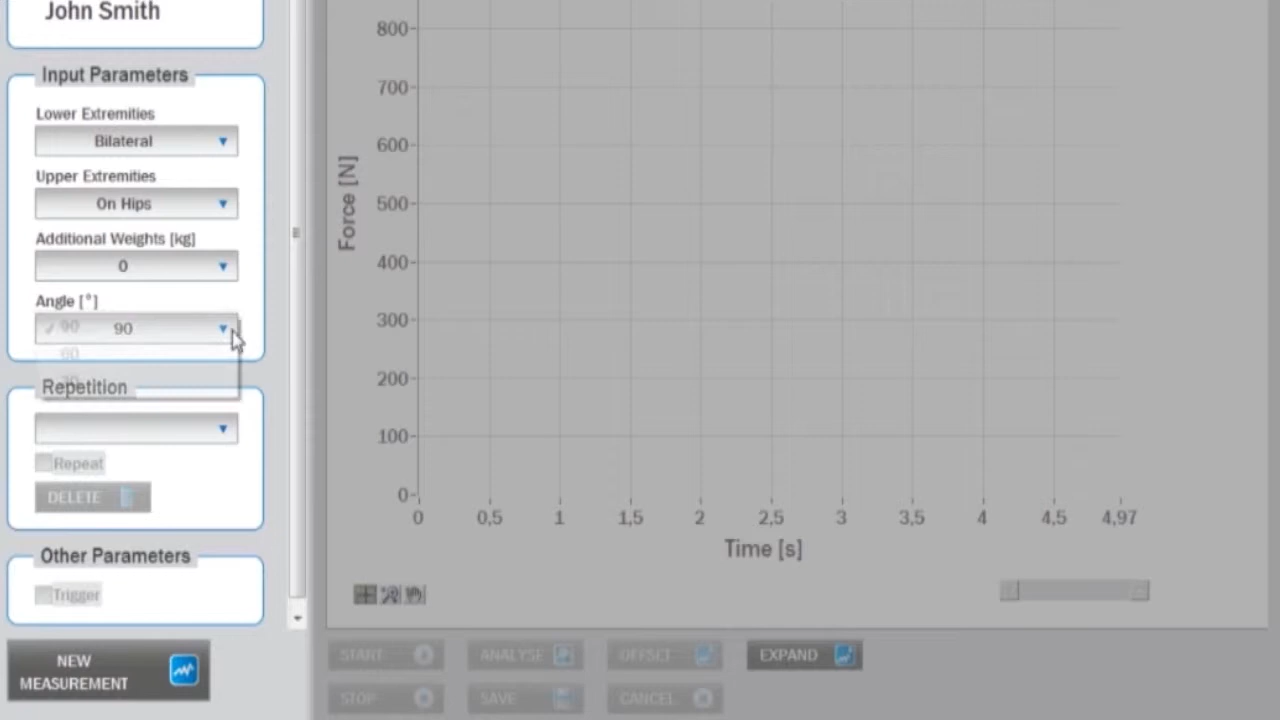 John Smith
Input Parameters
Lower Extremities
Bilateral
Upper Extremities
On Hips
Additional Weights [kg]
0
Angle [°]
✓ 90
90
60
Repetition
Repeat
DELETE
Other Parameters
Trigger
NEW
MEASUREMENT
Force [N]
800
700
600
500
400
300
200
100
0
0 0,5 1 1,5 2 2,5 3 3,5 4 4,5 4,97
Time [s]
START ANALYSE OFFSET EXPAND
STOP SAVE CANCEL